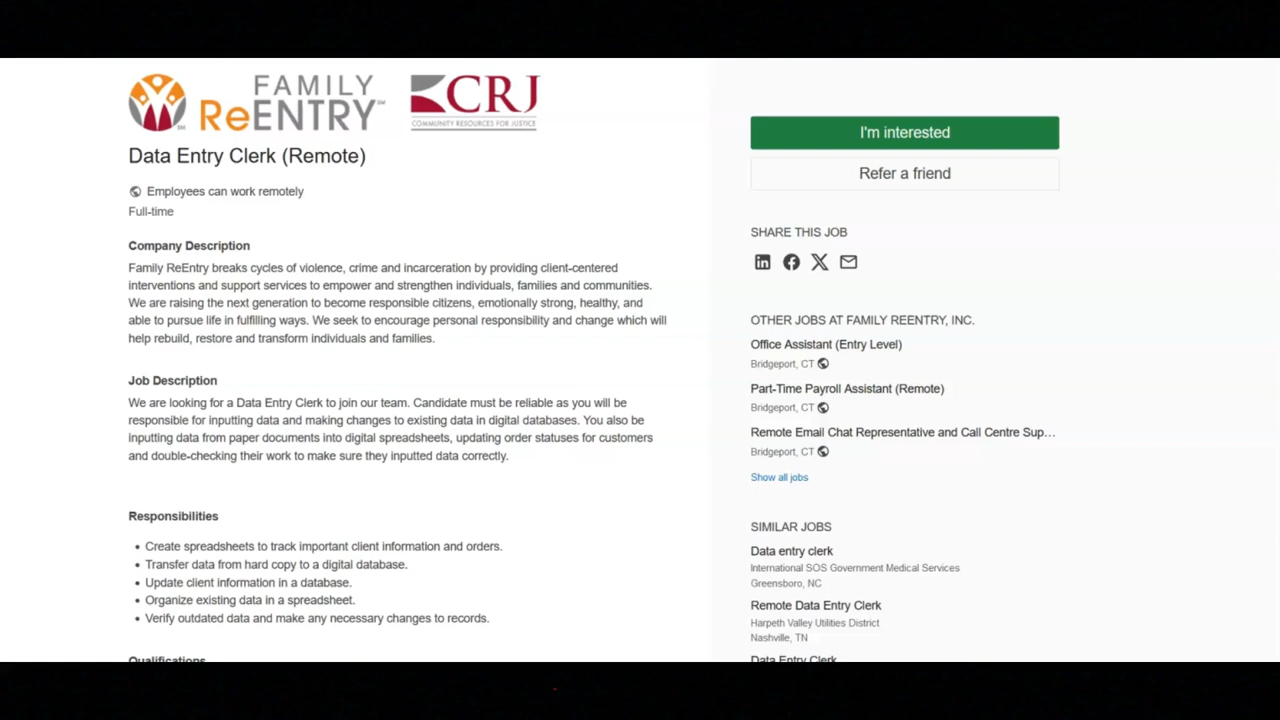 FAMILY
ReENTRY
SM
SM
CRJ
COMMUNITY RESOURCES FOR JUSTICE
Data Entry Clerk (Remote)
Employees can work remotely
Full-time
Company Description
Family ReEntry breaks cycles of violence, crime and incarceration by providing client-centered
interventions and support services to empower and strengthen individuals, families and communities.
We are raising the next generation to become responsible citizens, emotionally strong, healthy, and
able to pursue life in fulfilling ways. We seek to encourage personal responsibility and change which will
help rebuild, restore and transform individuals and families.
Job Description
We are looking for a Data Entry Clerk to join our team. Candidate must be reliable as you will be
responsible for inputting data and making changes to existing data in digital databases. You also be
inputting data from paper documents into digital spreadsheets, updating order statuses for customers
and double-checking their work to make sure they inputted data correctly.
Responsibilities
• Create spreadsheets to track important client information and orders.
• Transfer data from hard copy to a digital database.
• Update client information in a database.
• Organize existing data in a spreadsheet.
• Verify outdated data and make any necessary changes to records.
Qualifications
I'm interested
Refer a friend
SHARE THIS JOB
OTHER JOBS AT FAMILY REENTRY, INC.
Office Assistant (Entry Level)
Bridgeport, CT
Part-Time Payroll Assistant (Remote)
Bridgeport, CT
Remote Email Chat Representative and Call Centre Sup…
Bridgeport, CT
Show all jobs
SIMILAR JOBS
Data entry clerk
International SOS Government Medical Services
Greensboro, NC
Remote Data Entry Clerk
Harpeth Valley Utilities District
Nashville, TN
Data Entry Clerk